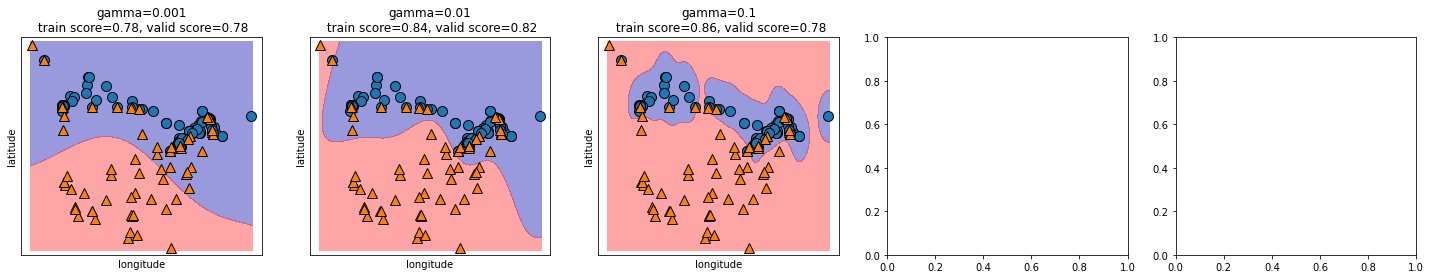 gamma=0.001
train score=0.78, valid score=0.78
latitude
longitude
gamma=0.01
train score=0.84, valid score=0.82
latitude
longitude
gamma=0.1
train score=0.86, valid score=0.78
latitude
longitude
1.0
0.8
0.6
0.4
0.2
0.0
0.0 0.2 0.4 0.6 0.8 1.0
1.0
0.8
0.6
0.4
0.2
0.0
0.0 0.2 0.4 0.6 0.8 1.0